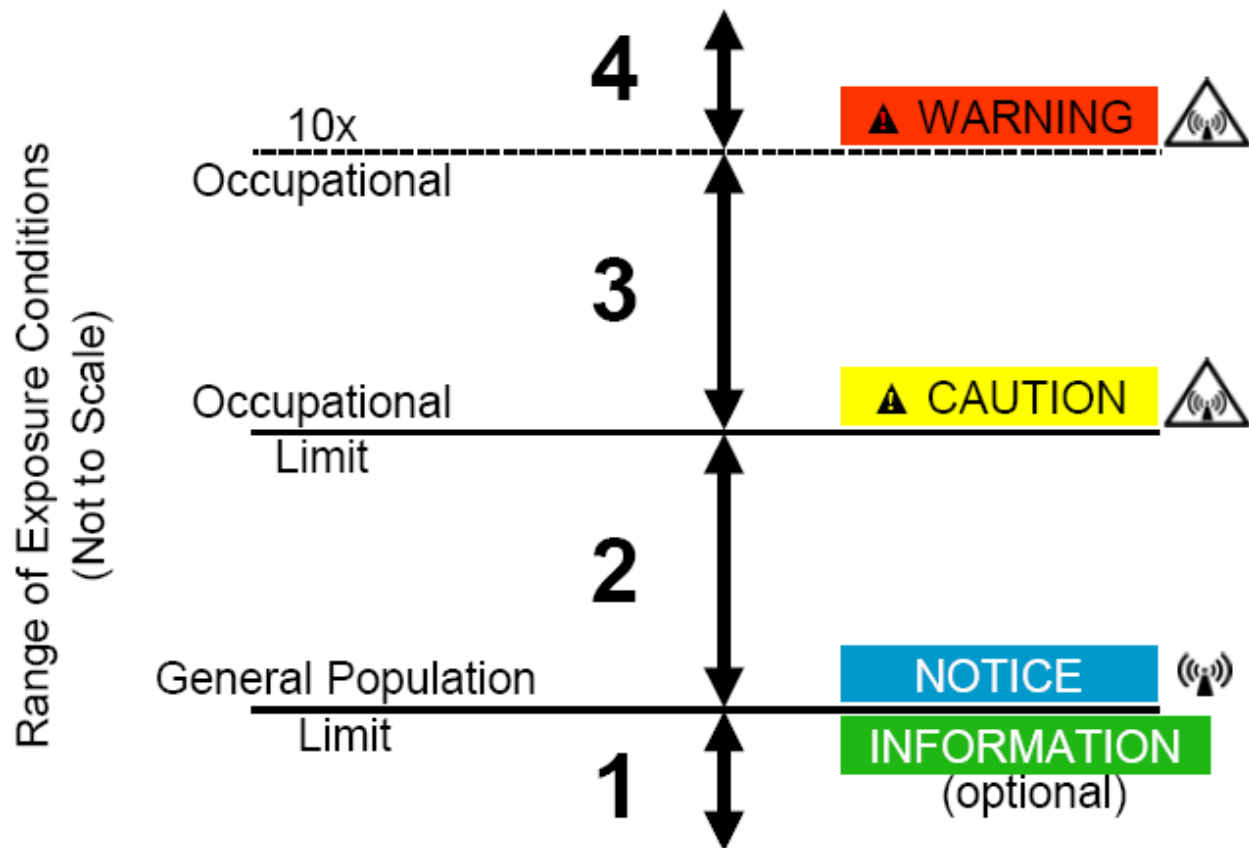 4
WARNING
10x
Occupational
3
Range of Exposure Conditions
(Not to Scale)
Occupational
Limit
CAUTION
2
General Population
Limit
NOTICE
INFORMATION
(optional)
1